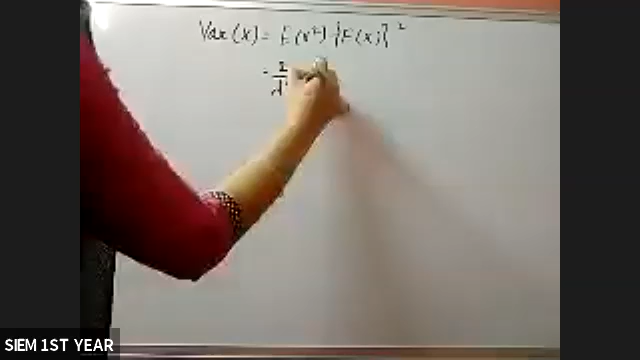 Var(X) = E(X²) - {E(X)}²
= 2/λ²
SIEM 1ST YEAR